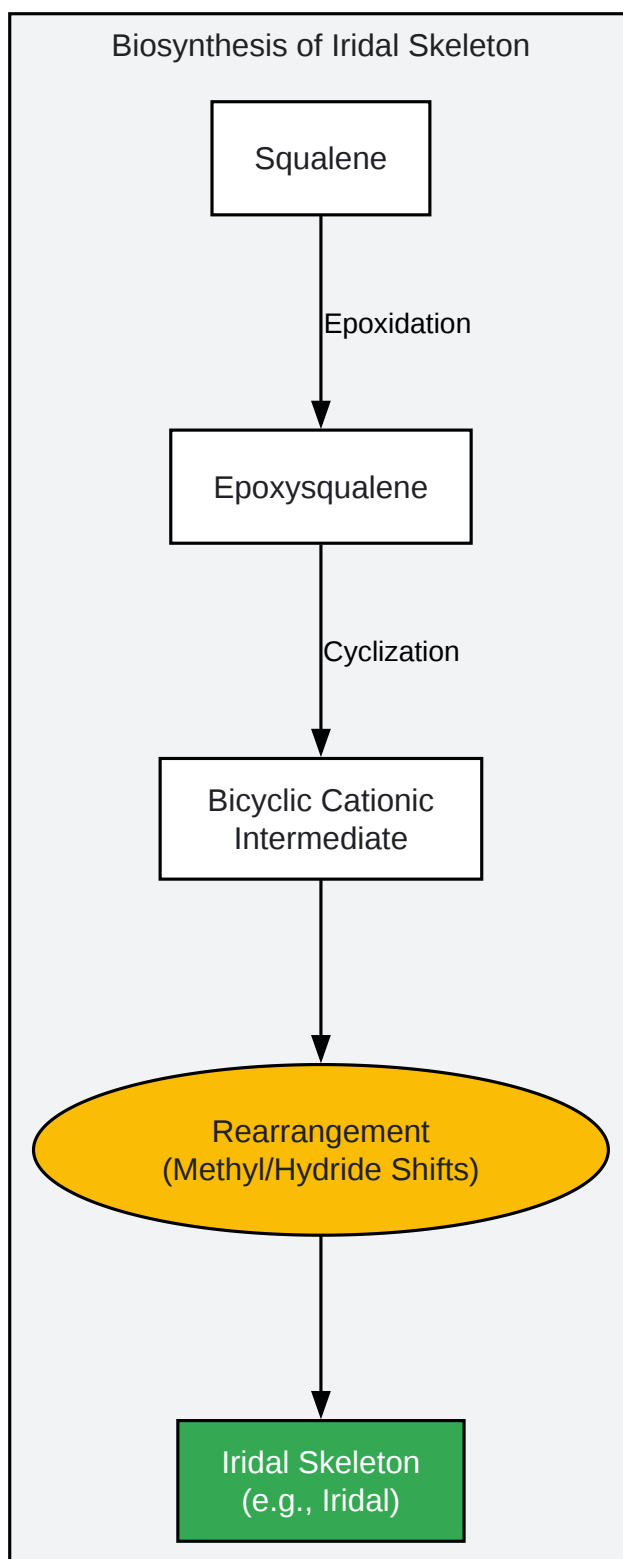 Biosynthesis of Iridal Skeleton
Squalene
Epoxidation
Epoxysqualene
Cyclization
Bicyclic Cationic
Intermediate
Rearrangement
(Methyl/Hydride Shifts)
Iridal Skeleton
(e.g., Iridal)